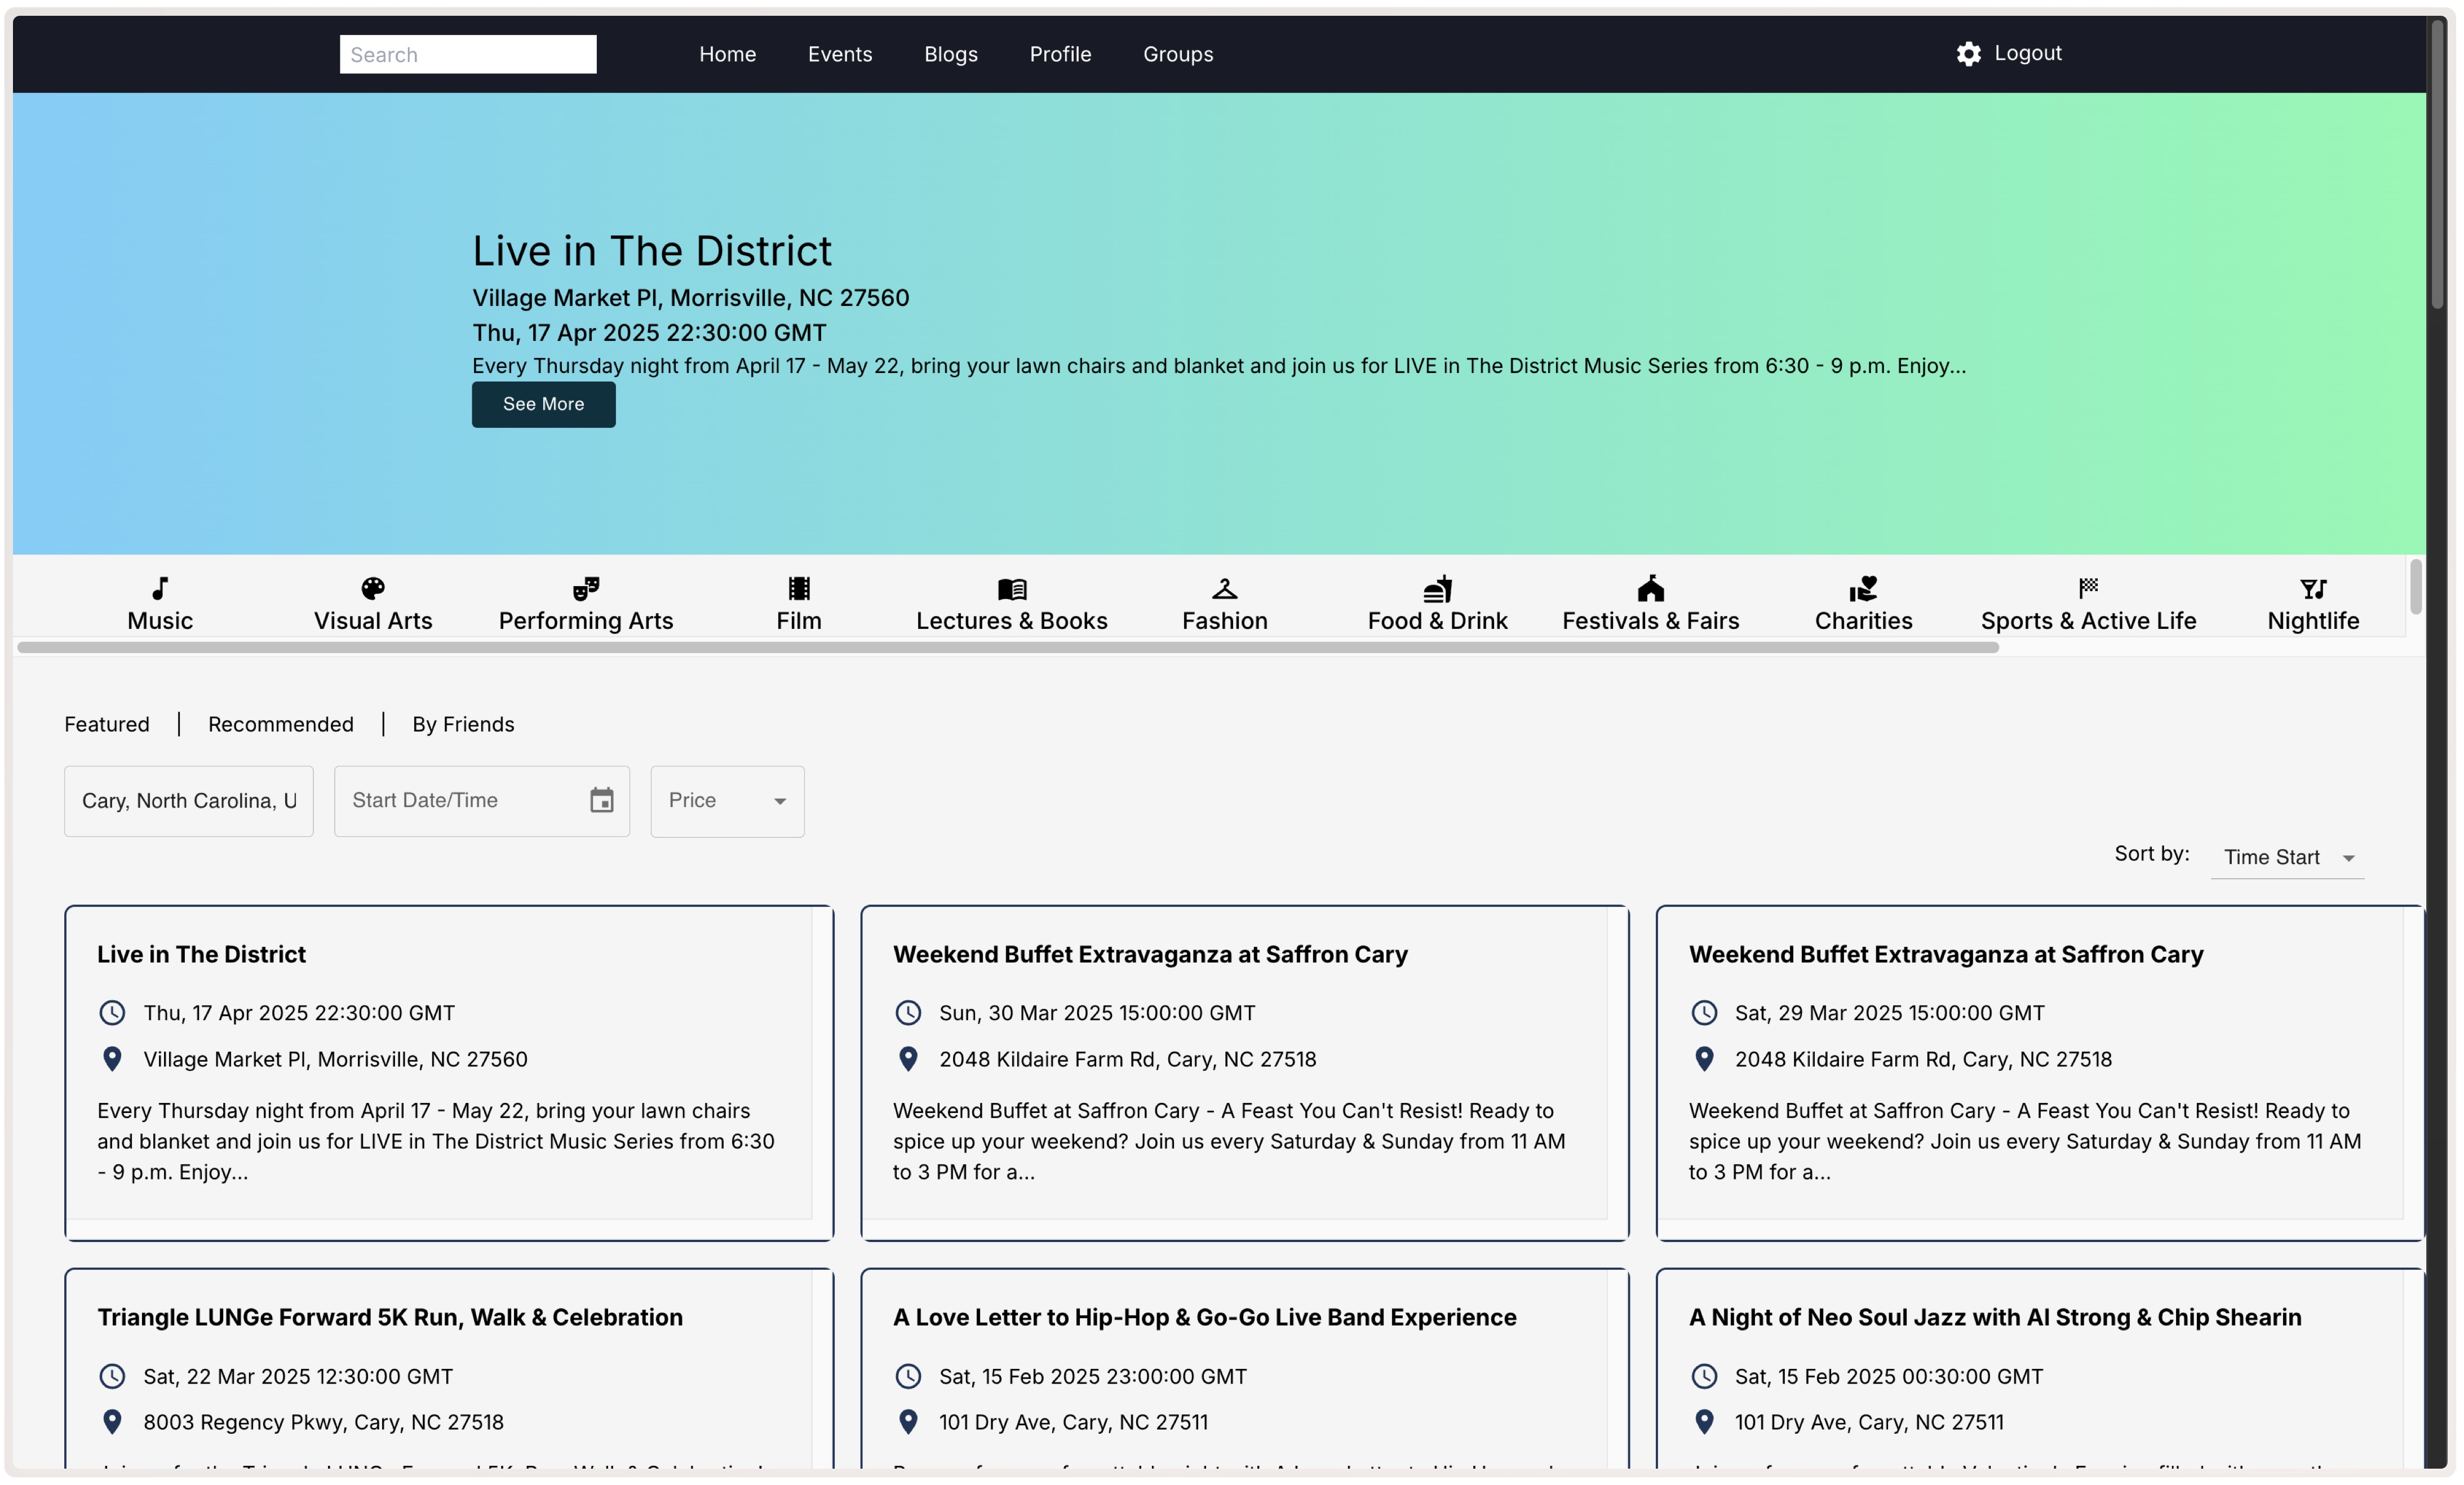 Search
Home
Events
Blogs
Profile
Groups
Logout
Live in The District
Village Market Pl, Morrisville, NC 27560
Thu, 17 Apr 2025 22:30:00 GMT
Every Thursday night from April 17 - May 22, bring your lawn chairs and blanket and join us for LIVE in The District Music Series from 6:30 - 9 p.m. Enjoy...
See More
Music
Visual Arts
Performing Arts
Film
Lectures & Books
Fashion
Food & Drink
Festivals & Fairs
Charities
Sports & Active Life
Nightlife
Featured | Recommended | By Friends
Cary, North Carolina, U
Start Date/Time
Price
Sort by:
Time Start
Live in The District
Thu, 17 Apr 2025 22:30:00 GMT
Village Market Pl, Morrisville, NC 27560
Every Thursday night from April 17 - May 22, bring your lawn chairs
and blanket and join us for LIVE in The District Music Series from 6:30
- 9 p.m. Enjoy...
Weekend Buffet Extravaganza at Saffron Cary
Sun, 30 Mar 2025 15:00:00 GMT
2048 Kildaire Farm Rd, Cary, NC 27518
Weekend Buffet at Saffron Cary - A Feast You Can't Resist! Ready to
spice up your weekend? Join us every Saturday & Sunday from 11 AM
to 3 PM for a...
Weekend Buffet Extravaganza at Saffron Cary
Sat, 29 Mar 2025 15:00:00 GMT
2048 Kildaire Farm Rd, Cary, NC 27518
Weekend Buffet at Saffron Cary - A Feast You Can't Resist! Ready to
spice up your weekend? Join us every Saturday & Sunday from 11 AM
to 3 PM for a...
Triangle LUNGe Forward 5K Run, Walk & Celebration
Sat, 22 Mar 2025 12:30:00 GMT
8003 Regency Pkwy, Cary, NC 27518
A Love Letter to Hip-Hop & Go-Go Live Band Experience
Sat, 15 Feb 2025 23:00:00 GMT
101 Dry Ave, Cary, NC 27511
A Night of Neo Soul Jazz with Al Strong & Chip Shearin
Sat, 15 Feb 2025 00:30:00 GMT
101 Dry Ave, Cary, NC 27511